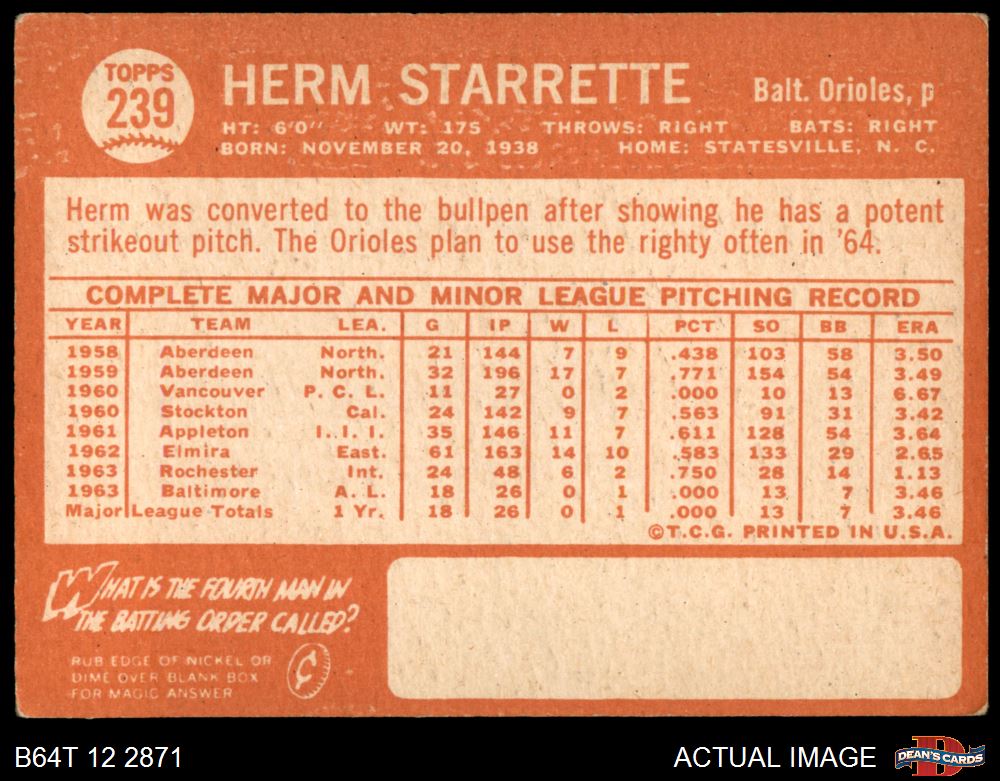 TOPPS
239
HERM STARRETTE
Balt. Orioles, p
HT: 6'0" WT: 175 THROWS: RIGHT BATS: RIGHT
BORN: NOVEMBER 20, 1938 HOME: STATESVILLE, N. C.
Herm was converted to the bullpen after showing he has a potent
strikeout pitch. The Orioles plan to use the righty often in '64.
COMPLETE MAJOR AND MINOR LEAGUE PITCHING RECORD
YEAR TEAM LEA. G IP W L PCT SO BB ERA
1958 Aberdeen North. 21 144 7 9 .438 103 58 3.50
1959 Aberdeen North. 32 196 17 7 .771 154 54 3.49
1960 Vancouver P. C. L. 11 27 0 2 .000 10 13 6.67
1960 Stockton Cal. 24 142 9 7 .563 91 31 3.42
1961 Appleton I. I. I. 35 146 11 7 .611 128 54 3.64
1962 Elmira East. 61 163 14 10 .583 133 29 2.65
1963 Rochester Int. 24 48 6 2 .750 28 14 1.13
1963 Baltimore A. L. 18 26 0 1 .000 13 7 3.46
Major League Totals 1 Yr. 18 26 0 1 .000 13 7 3.46
©T.C.G. PRINTED IN U.S.A.
WHAT IS THE FOURTH MAN IN
THE BATTING ORDER CALLED?
RUB EDGE OF NICKEL OR
DIME OVER BLANK BOX
FOR MAGIC ANSWER
¢
B64T 12 2871
ACTUAL IMAGE
D
DEAN'S CARDS